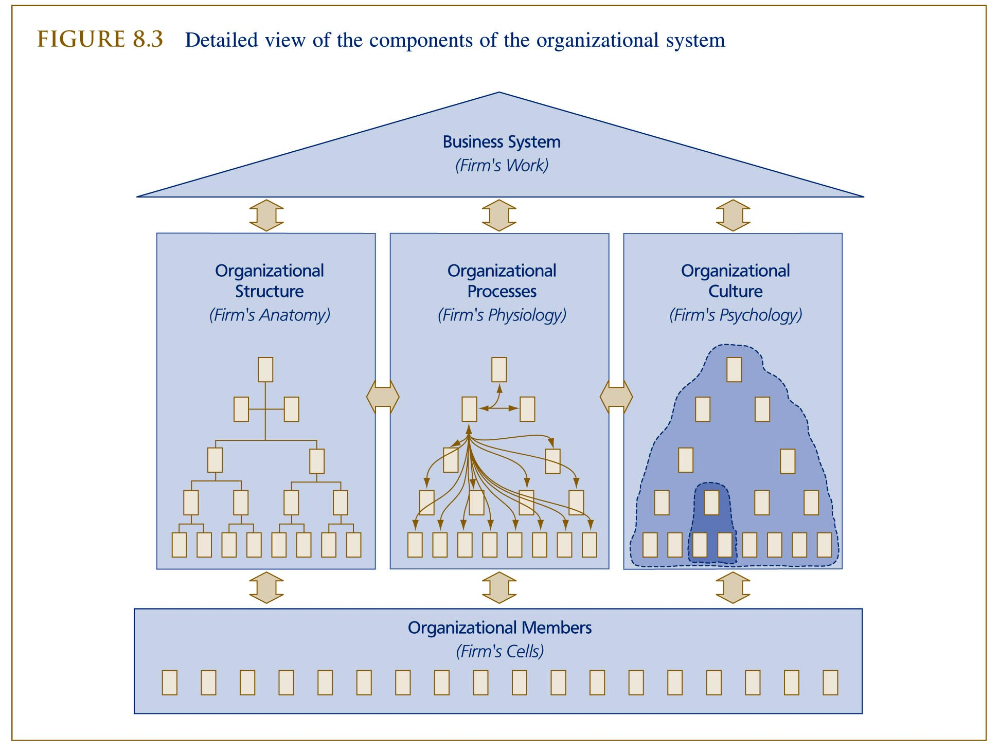 FIGURE 8.3 Detailed view of the components of the organizational system
Business System
(Firm's Work)
Organizational
Structure
(Firm's Anatomy)
Organizational
Processes
(Firm's Physiology)
Organizational
Culture
(Firm's Psychology)
Organizational Members
(Firm's Cells)